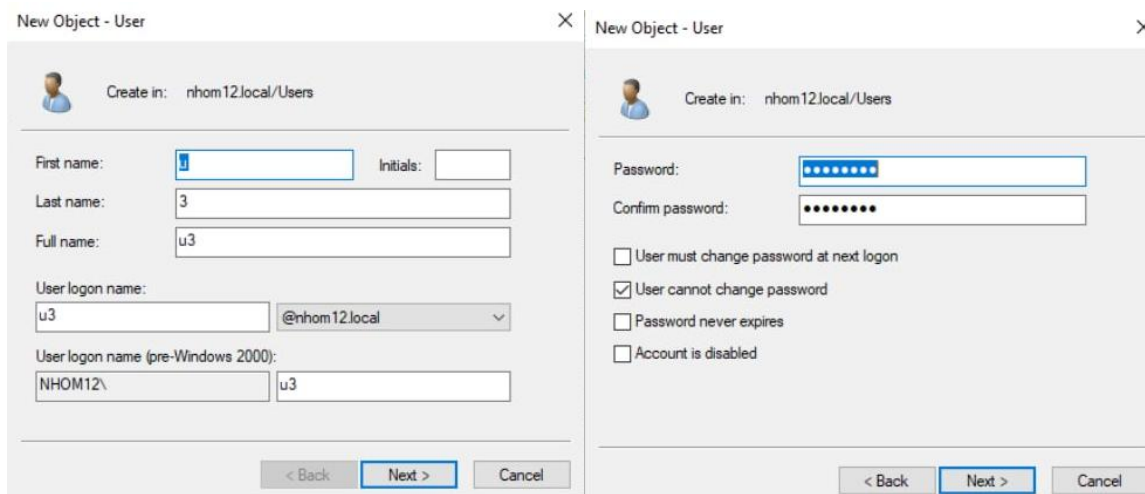 New Object - User
Create in: nhom12.local/Users
First name: u Initials:
Last name: 3
Full name: u3
User logon name:
u3 @nhom12.local
User logon name (pre-Windows 2000):
NHOM12\ u3
< Back Next > Cancel
New Object - User
Create in: nhom12.local/Users
Password: ●●●●●●●●
Confirm password: ●●●●●●●●
User must change password at next logon
User cannot change password
Password never expires
Account is disabled
< Back Next > Cancel